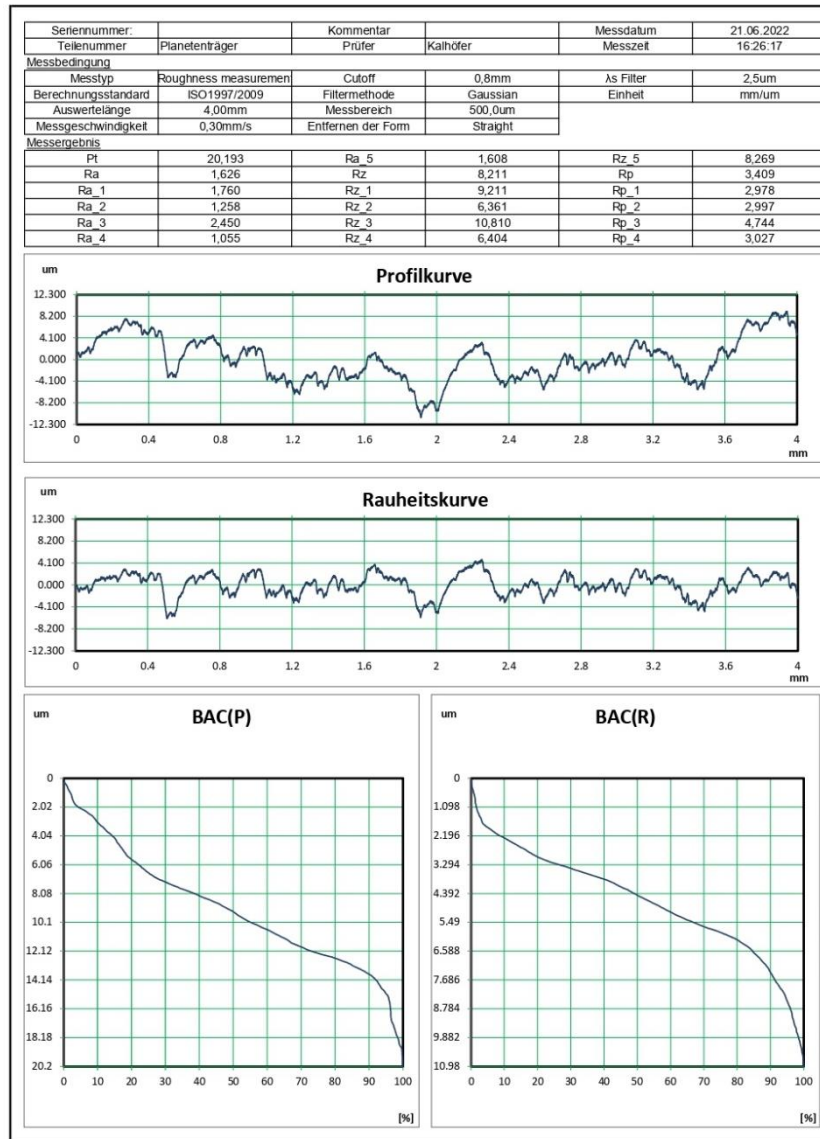 Seriennummer: Kommentar Messdatum 21.06.2022
Teilenummer Planetenträger Prüfer Kalhöfer Messzeit 16:26:17
Messbedingung
Messtyp Roughness measuremen Cutoff 0,8mm λs Filter 2,5um
Berechnungsstandard ISO1997/2009 Filtermethode Gaussian Einheit mm/um
Auswertelänge 4,00mm Messbereich 500,0um
Messgeschwindigkeit 0,30mm/s Entfernen der Form Straight
Messergebnis
Pt 20,193 Ra_5 1,608 Rz_5 8,269
Ra 1,626 Rz 8,211 Rp 3,409
Ra_1 1,760 Rz_1 9,211 Rp_1 2,978
Ra_2 1,258 Rz_2 6,361 Rp_2 2,997
Ra_3 2,450 Rz_3 10,810 Rp_3 4,744
Ra_4 1,055 Rz_4 6,404 Rp_4 3,027
um
Profilkurve
12.300
8.200
4.100
0.000
-4.100
-8.200
-12.300
0 0.4 0.8 1.2 1.6 2 2.4 2.8 3.2 3.6 4
mm
um
Rauheitskurve
12.300
8.200
4.100
0.000
-4.100
-8.200
-12.300
0 0.4 0.8 1.2 1.6 2 2.4 2.8 3.2 3.6 4
mm
um
BAC(P)
0
2.02
4.04
6.06
8.08
10.1
12.12
14.14
16.16
18.18
20.2
0 10 20 30 40 50 60 70 80 90 100
[%]
um
BAC(R)
0
1.098
2.196
3.294
4.392
5.49
6.588
7.686
8.784
9.882
10.98
0 10 20 30 40 50 60 70 80 90 100
[%]